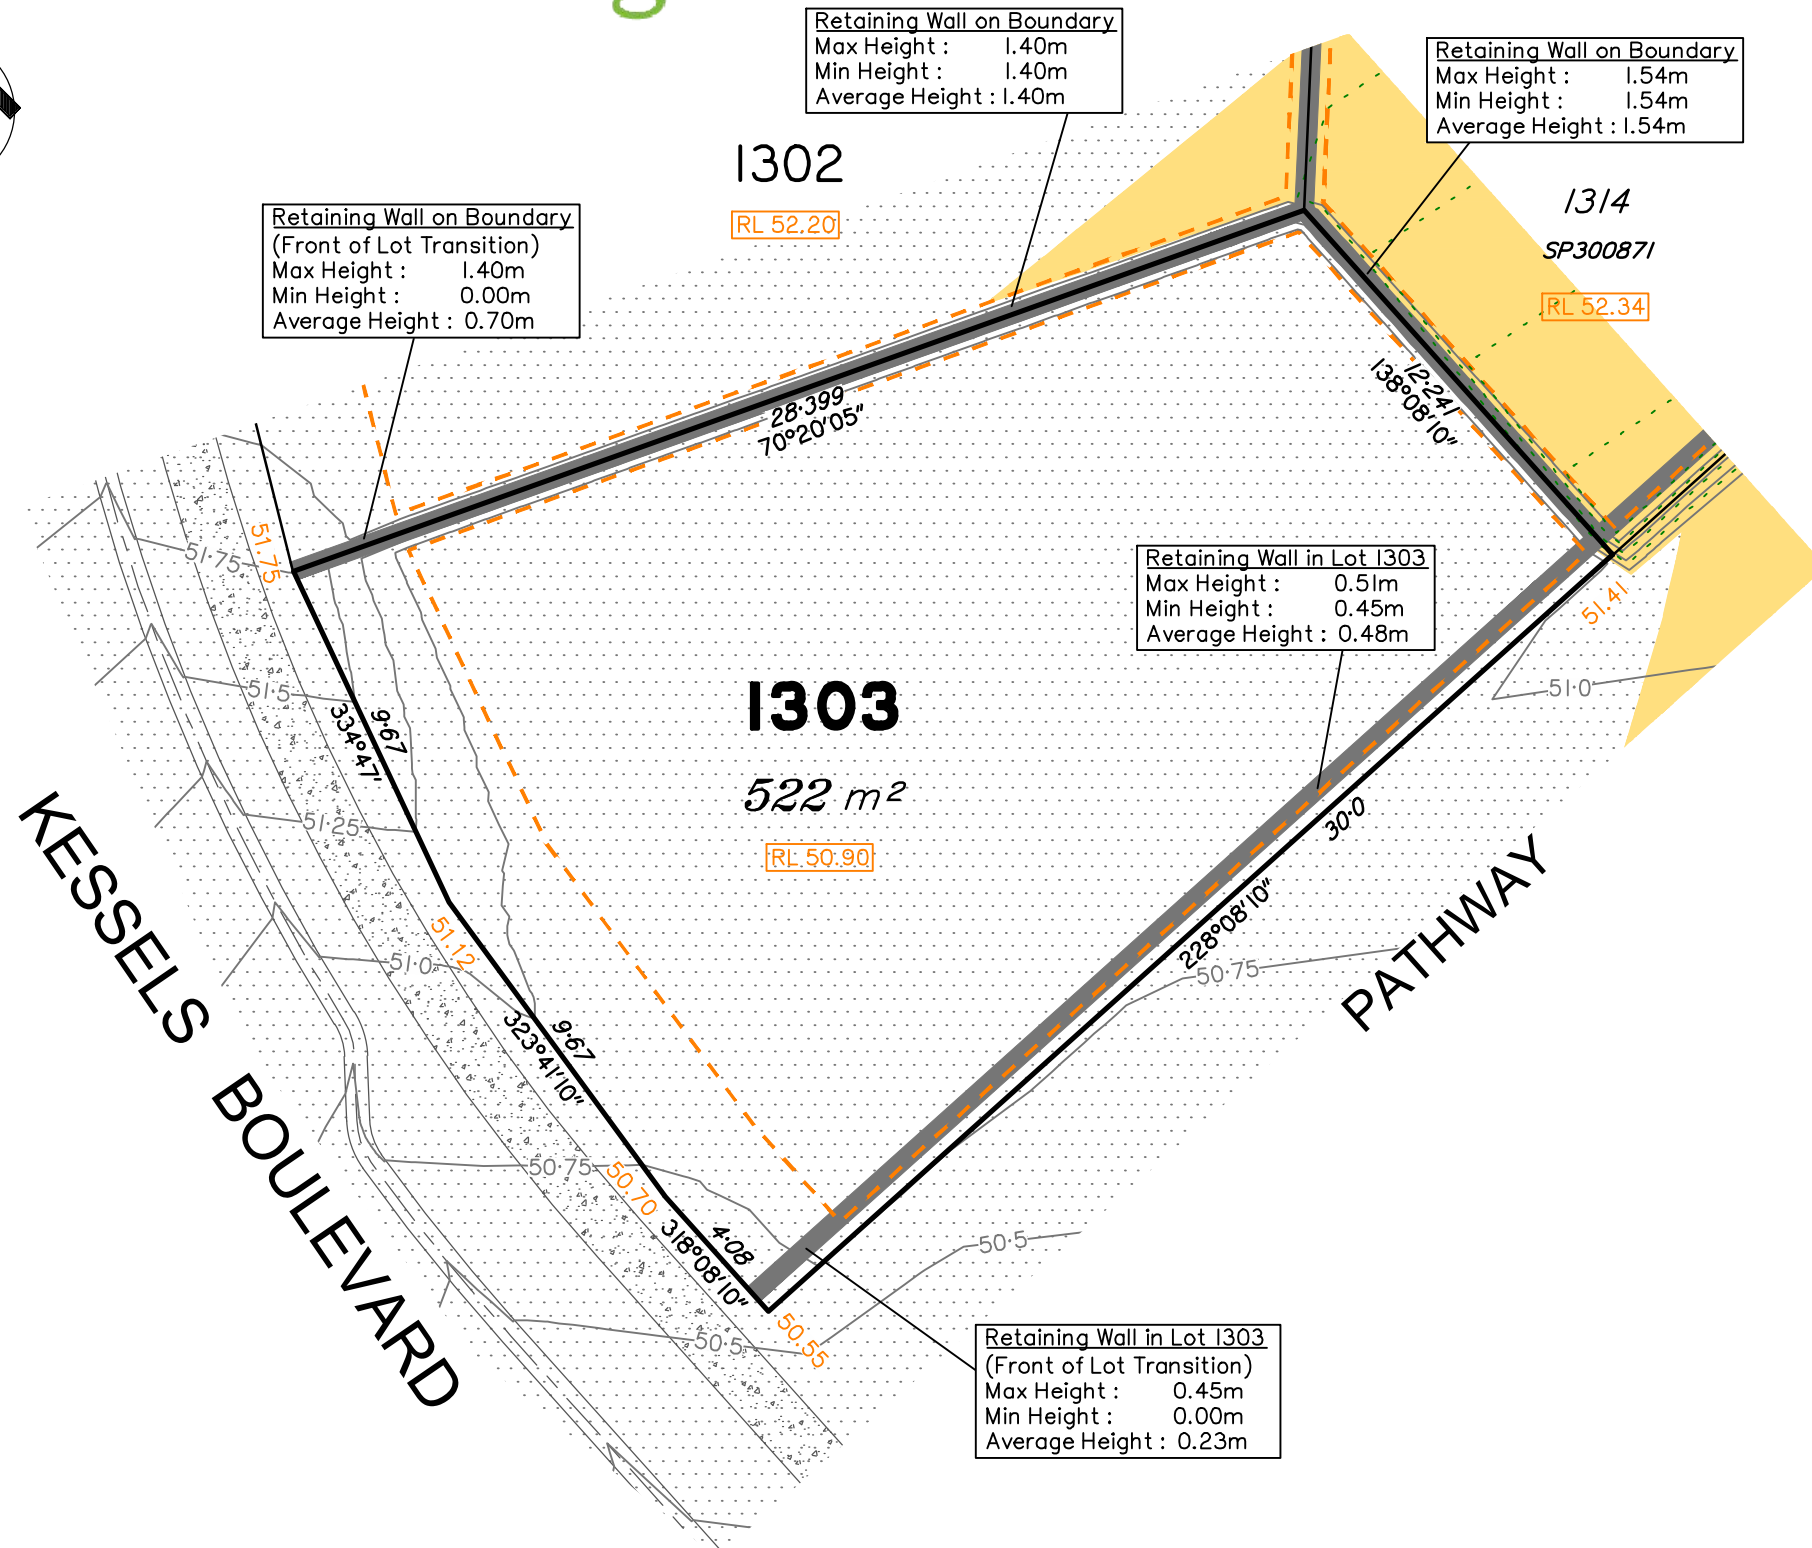 Retaining Wall on Boundary
Max Height : 1.40m
Min Height : 1.40m
Average Height : 1.40m
Retaining Wall on Boundary
Max Height : 1.54m
Min Height : 1.54m
Average Height : 1.54m
1302
RL 52.20
1314
SP300871
RL 52.34
Retaining Wall on Boundary
(Front of Lot Transition)
Max Height : 1.40m
Min Height : 0.00m
Average Height : 0.70m
28·399
70°20'05"
12·241
138°08'10"
51.75
51·75
Retaining Wall in Lot 1303
Max Height : 0.51m
Min Height : 0.45m
Average Height : 0.48m
51.41
51·0
51·5
9·67
334°47'
1303
522 m²
RL 50.90
51·25
30·0
228°08'10"
KESSELS BOULEVARD
PATHWAY
51.12
51·0
50·75
9·67
323°41'10"
50·75
50.70
4·08
318°08'10"
50·5
50·5
50.55
Retaining Wall in Lot 1303
(Front of Lot Transition)
Max Height : 0.45m
Min Height : 0.00m
Average Height : 0.23m